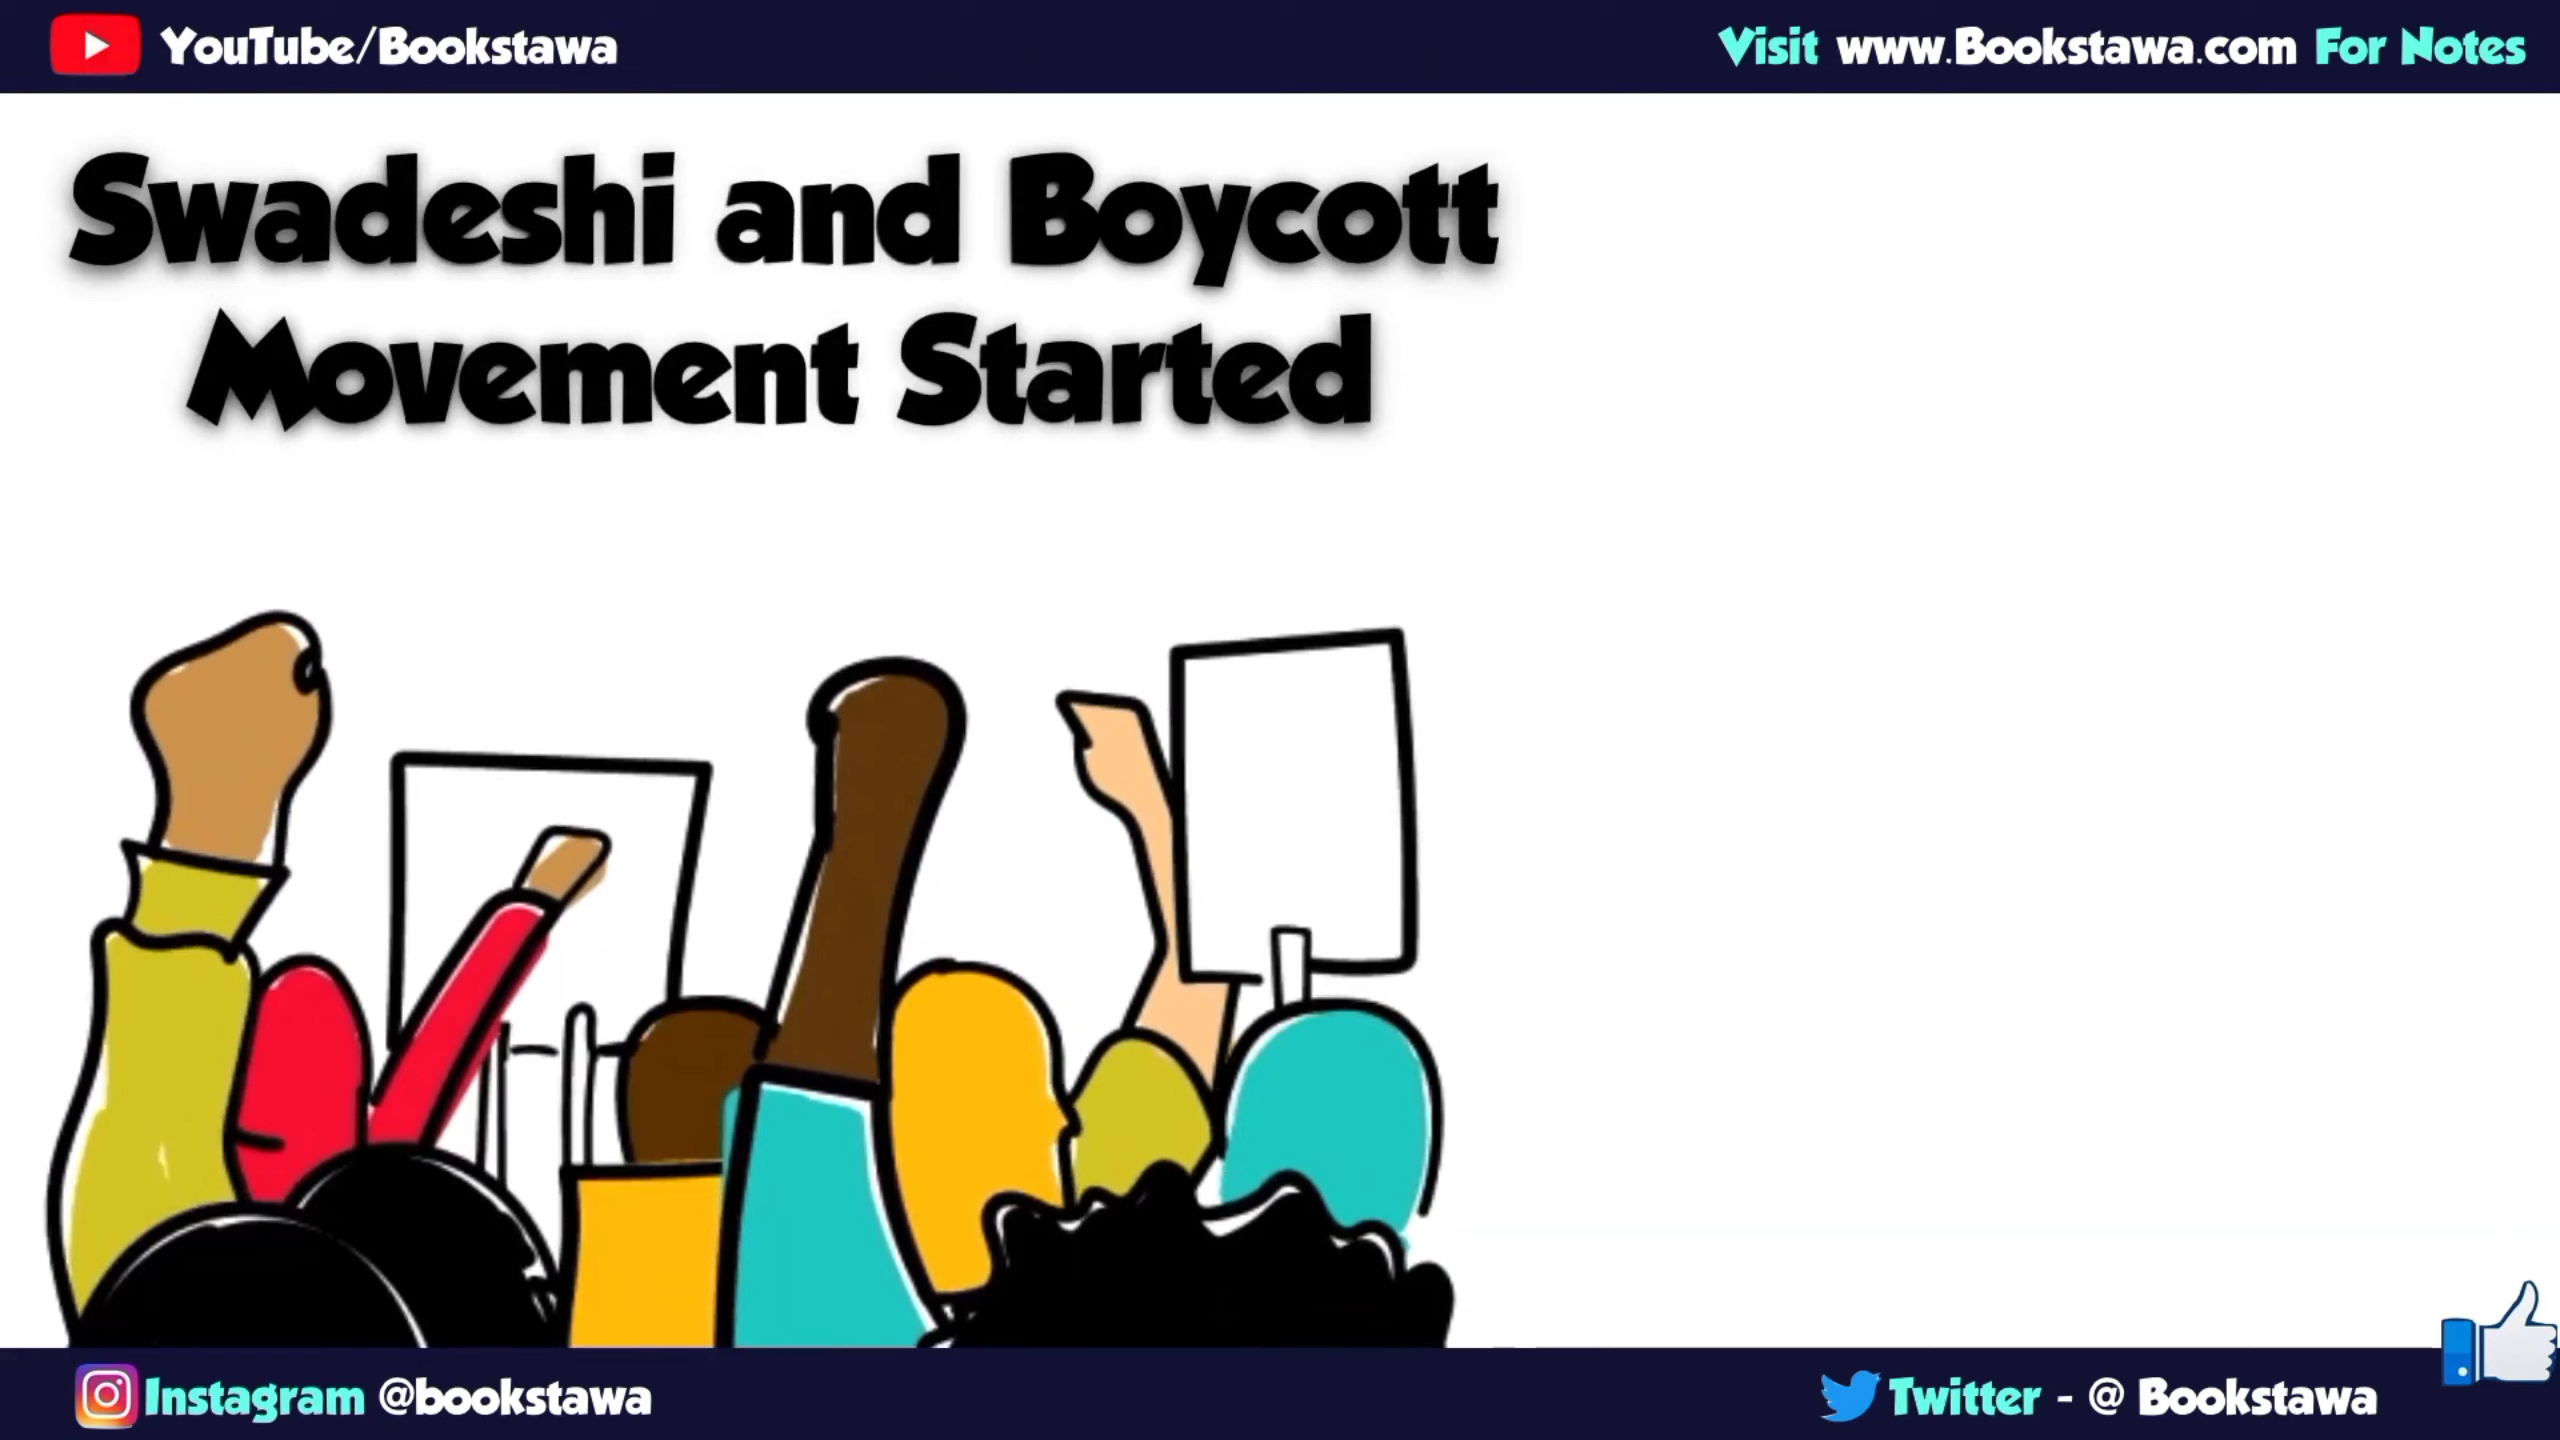 YouTube/Bookstawa
Visit www.Bookstawa.com For Notes
Swadeshi and Boycott
Movement Started
Instagram @bookstawa
Twitter - @ Bookstawa